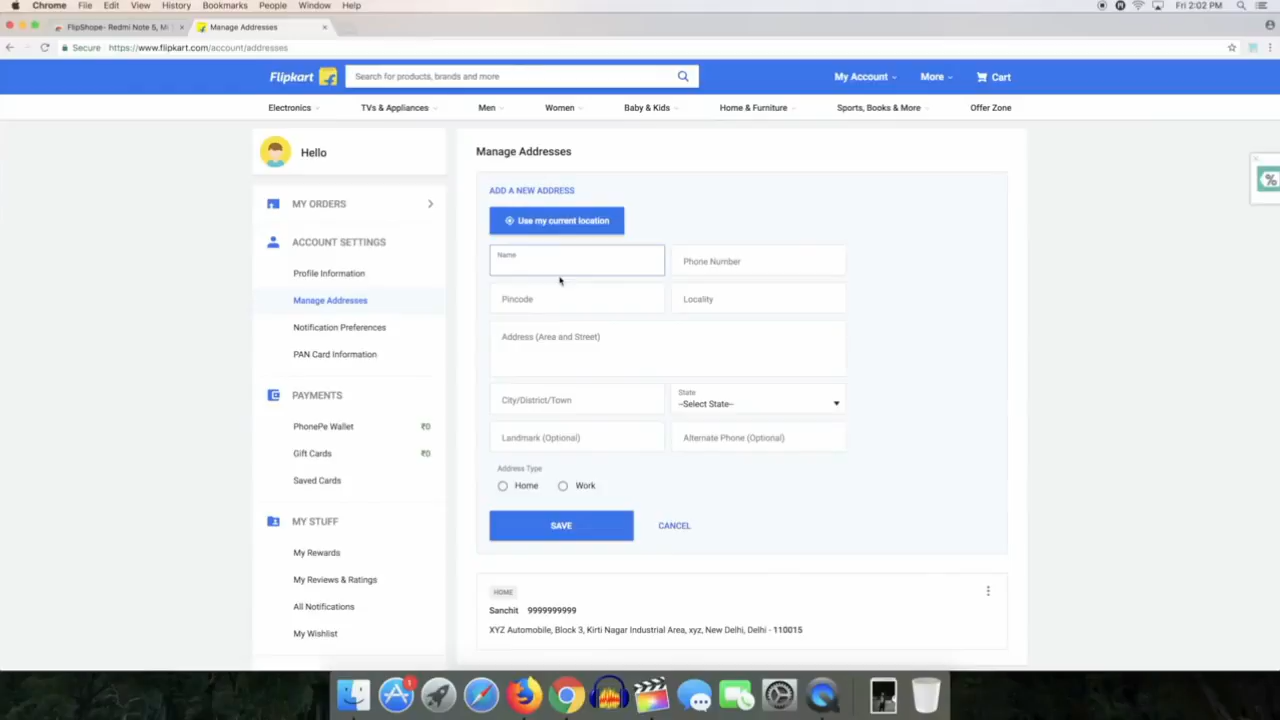 Chrome File Edit View History Bookmarks People Window Help Fri 2:02 PM
FlipShope- Redmi Note 5, Mi Manage Addresses
Secure https://www.flipkart.com/account/addresses
Flipkart Search for products, brands and more My Account More Cart
Electronics TVs & Appliances Men Women Baby & Kids Home & Furniture Sports, Books & More Offer Zone
Hello
MY ORDERS
ACCOUNT SETTINGS
Profile Information
Manage Addresses
Notification Preferences
PAN Card Information
PAYMENTS
PhonePe Wallet ₹0
Gift Cards ₹0
Saved Cards
MY STUFF
My Rewards
My Reviews & Ratings
All Notifications
My Wishlist
Manage Addresses
ADD A NEW ADDRESS
Use my current location
Name
Phone Number
Pincode
Locality
Address (Area and Street)
City/District/Town
State
--Select State--
Landmark (Optional)
Alternate Phone (Optional)
Address Type
Home Work
SAVE CANCEL
HOME
Sanchit 9999999999
XYZ Automobile, Block 3, Kirti Nagar Industrial Area, xyz, New Delhi, Delhi - 110015
%
1